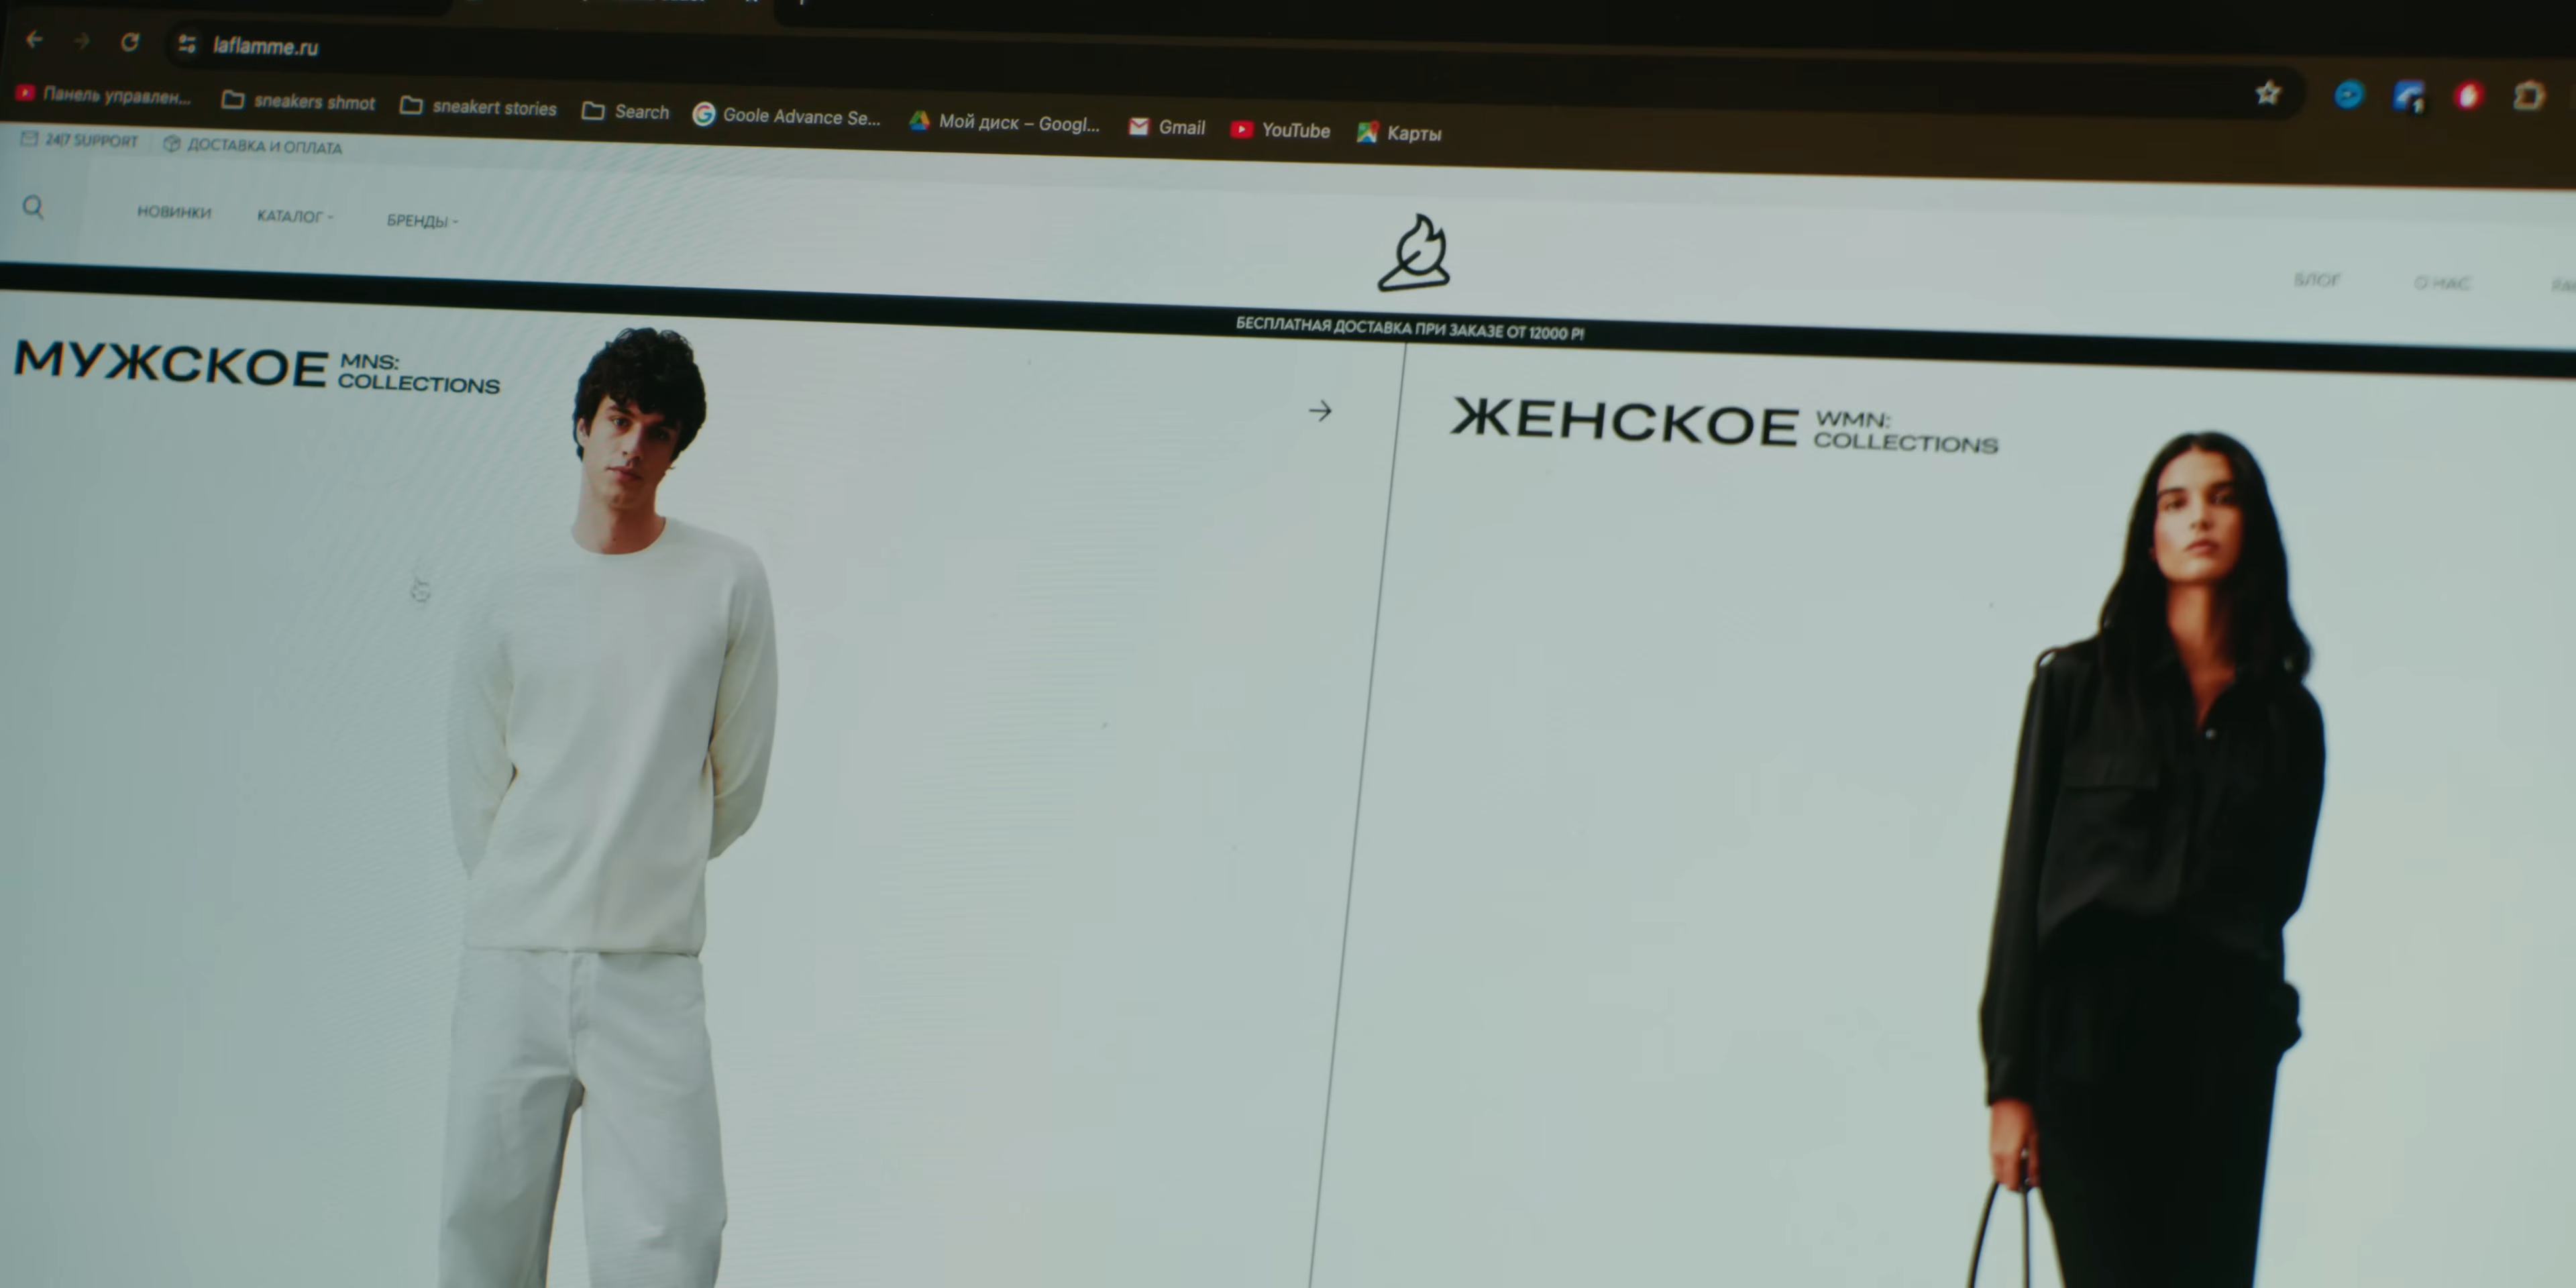 laflamme.ru
Панель управлен...
sneakers shmot
sneakert stories
Search
Goole Advance Se...
Мой диск – Googl...
Gmail
YouTube
Карты
24|7 SUPPORT
ДОСТАВКА И ОПЛАТА
НОВИНКИ
КАТАЛОГ
БРЕНДЫ
БЛОГ
О НАС
БЕСПЛАТНАЯ ДОСТАВКА ПРИ ЗАКАЗЕ ОТ 12000 Р!
МУЖСКОЕ
MNS:
COLLECTIONS
ЖЕНСКОЕ
WMN:
COLLECTIONS